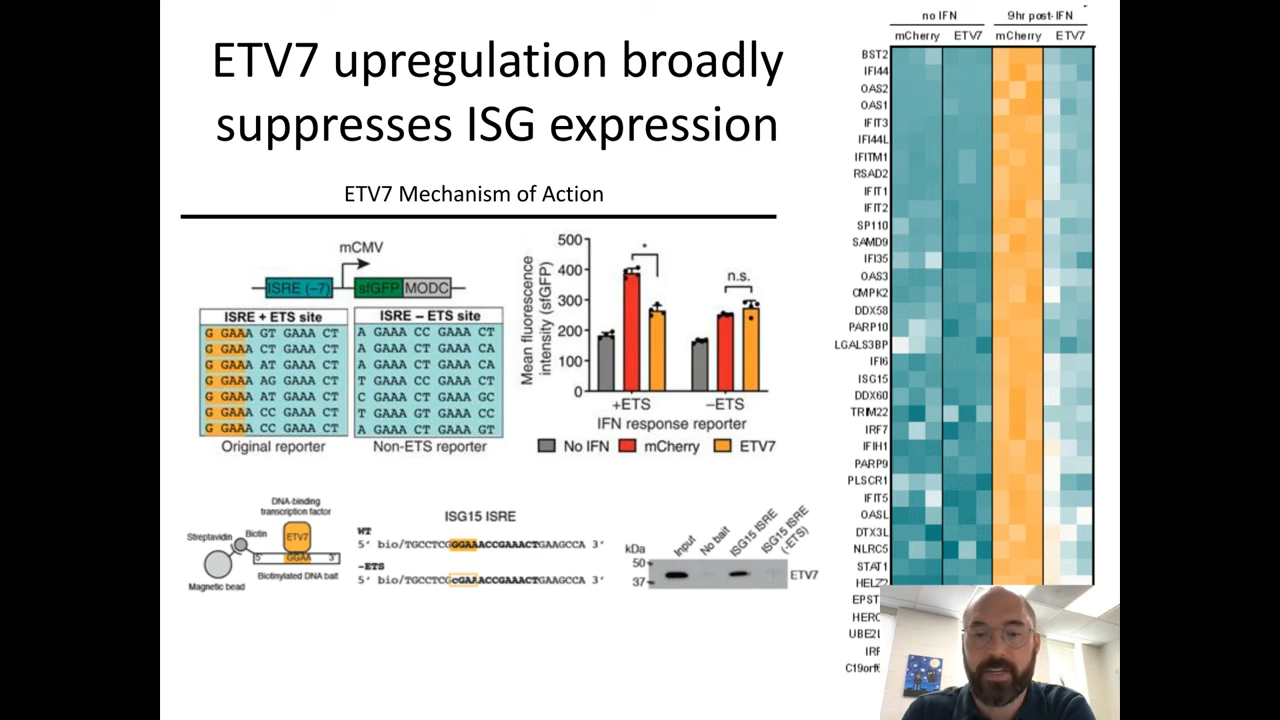 ETV7 upregulation broadly
suppresses ISG expression
ETV7 Mechanism of Action
mCMV
ISRE (–7)
sfGFP
MODC
ISRE + ETS site
G GAAA GT GAAA CT
G GAAA CT GAAA CT
G GAAA AT GAAA CT
G GAAA AG GAAA CT
G GAAA AT GAAA CT
G GAAA CC GAAA CT
G GAAA CC GAAA CT
Original reporter
ISRE – ETS site
A GAAA CC GAAA CT
A GAAA CT GAAA CA
A GAAA CT GAAA CA
T GAAA CC GAAA CT
C GAAA CT GAAA GC
T GAAA GT GAAA CC
A GAAA CT GAAA GT
Non-ETS reporter
Mean fluorescence
intensity (sfGFP)
500
400
300
200
100
0
*
n.s.
+ETS
–ETS
IFN response reporter
No IFN
mCherry
ETV7
DNA-binding
transcription factor
Streptavidin
Biotin
ETV7
5'
GGAA
3'
Biotinylated DNA bait
Magnetic bead
ISG15 ISRE
WT
5' bio/TGCCTCGGGAAACCGAAACTGAAGCCA 3'
–ETS
5' bio/TGCCTCGcGAAACCGAAACTGAAGCCA 3'
kDa
50
37
Input
No bait
ISG15 ISRE
ISG15 ISRE
(-ETS)
ETV7
no IFN
9hr post-IFN
mCherry
ETV7
mCherry
ETV7
BST2
IFI44
OAS2
OAS1
IFIT3
IFI44L
IFITM1
RSAD2
IFIT1
IFIT2
SP110
SAMD9
IFI35
OAS3
CMPK2
DDX58
PARP10
LGALS3BP
IFI6
ISG15
DDX60
TRIM22
IRF7
IFIH1
PARP9
PLSCR1
IFIT5
OASL
DTX3L
NLRC5
STAT1
HELZ2
EPST
HERC
UBE2L
IRF
C19orf